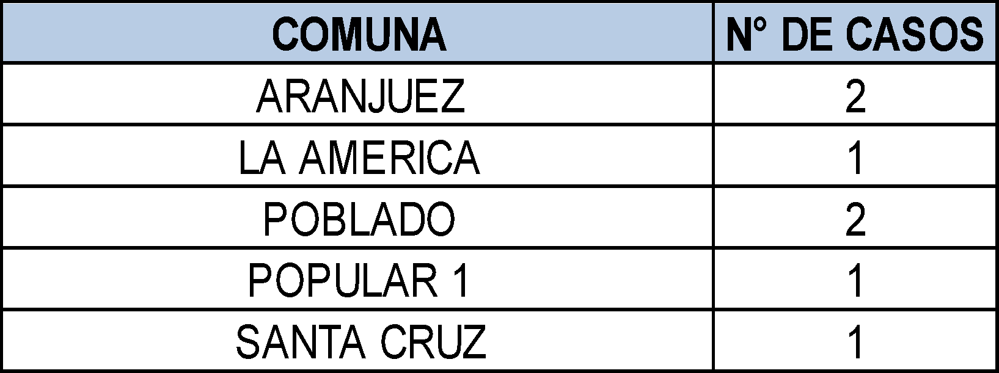 COMUNA N° DE CASOS
ARANJUEZ 2
LA AMERICA 1
POBLADO 2
POPULAR 1 1
SANTA CRUZ 1